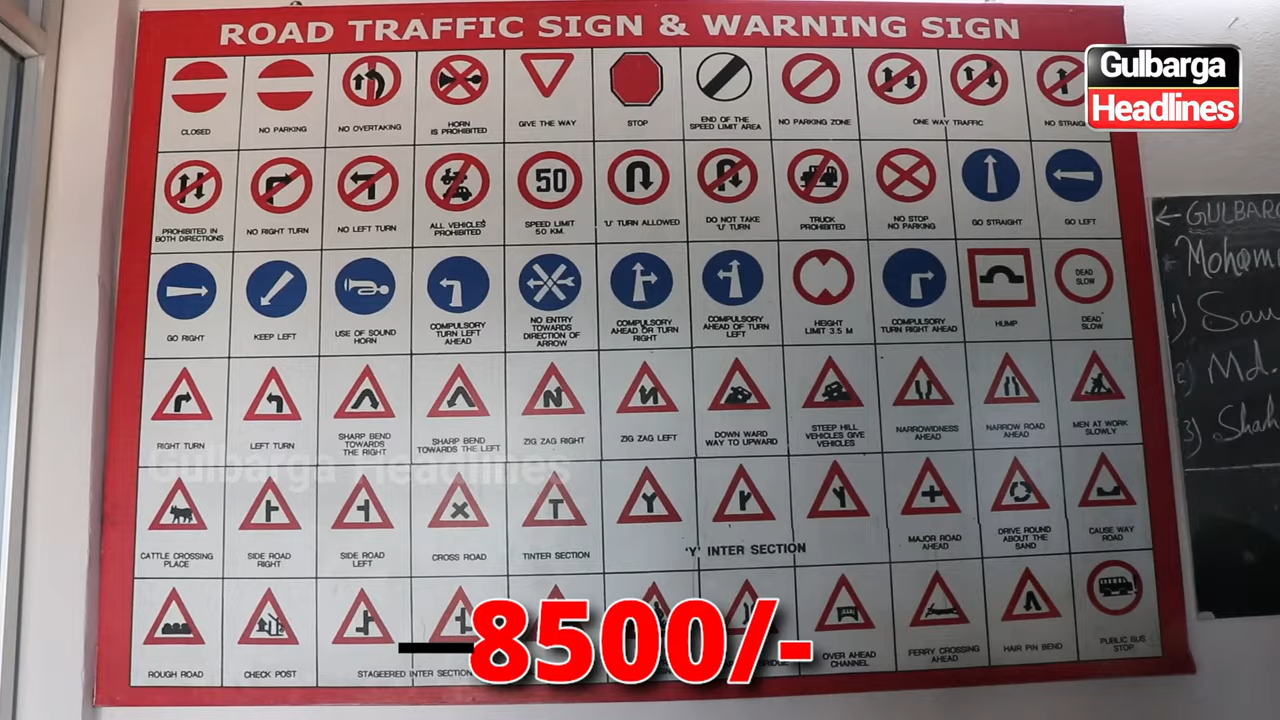 ROAD TRAFFIC SIGN & WARNING SIGN
Gulbarga
Headlines
CLOSED
NO PARKING
NO OVERTAKING
HORN
IS PROHIBITED
GIVE THE WAY
STOP
END OF THE
SPEED LIMIT AREA
NO PARKING ZONE
ONE WAY TRAFFIC
NO
PROHIBITED IN
BOTH DIRECTIONS
NO RIGHT TURN
NO LEFT TURN
ALL VEHICLES
PROHIBITED
50
SPEED LIMIT
50 KM.
'U' TURN ALLOWED
DO NOT TAKE
'U' TURN
TRUCK
PROHIBITED
NO STOP
NO PARKING
GO STRAIGHT
GO LEFT
GO RIGHT
KEEP LEFT
USE OF SOUND
HORN
COMPULSORY
TURN LEFT
AHEAD
NO ENTRY
TOWARDS
DIRECTION OF
ARROW
COMPULSORY
AHEAD OR TURN
RIGHT
COMPULSORY
AHEAD OF TURN
LEFT
HEIGHT
LIMIT 3.5 M
COMPULSORY
TURN RIGHT AHEAD
HUMP
DEAD
SLOW
DEAD
SLOW
RIGHT TURN
LEFT TURN
SHARP BEND
TOWARDS
THE RIGHT
SHARP BEND
TOWARDS THE LEFT
ZIG ZAG RIGHT
ZIG ZAG LEFT
DOWN WARD
WAY TO UPWARD
STEEP HILL
VEHICLES GIVE
VEHICLES
NARROWIDNESS
AHEAD
NARROW ROAD
AHEAD
MEN AT WORK
SLOWLY
Gulbarga Headlines
CATTLE CROSSING
PLACE
SIDE ROAD
RIGHT
SIDE ROAD
LEFT
CROSS ROAD
TINTER SECTION
'Y' INTER SECTION
MAJOR ROAD
AHEAD
DRIVE ROUND
ABOUT THE
SAND
CAUSE WAY
ROAD
ROUGH ROAD
CHECK POST
STAGEERED INTER SECTION
OVER AHEAD
CHANNEL
FERRY CROSSING
AHEAD
HAIR PIN BEND
PUBLIC BUS
STOP
8500/-
← GULBARG
Mohamm
1) Sau
2) Md.
3) Shah